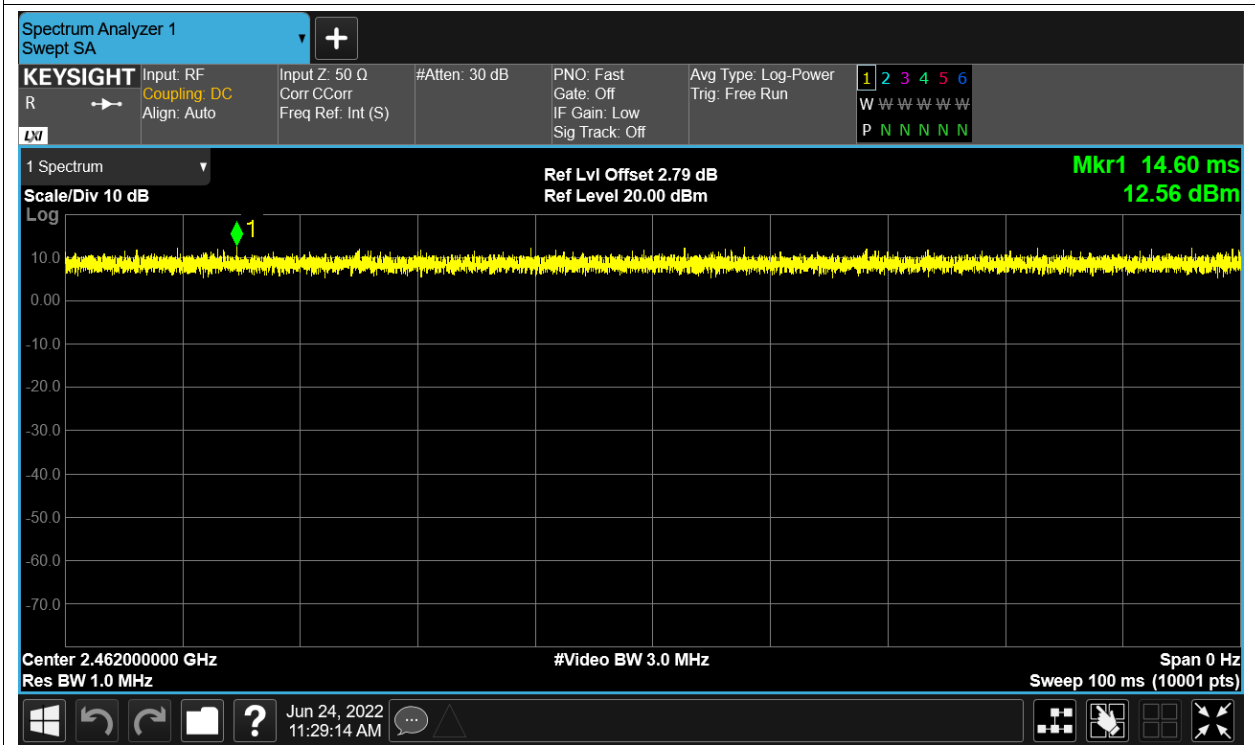 Spectrum Analyzer 1
Swept SA
+
KEYSIGHT
R
LXI
Input: RF
Coupling: DC
Align: Auto
Input Z: 50 Ω
Corr CCorr
Freq Ref: Int (S)
#Atten: 30 dB
PNO: Fast
Gate: Off
IF Gain: Low
Sig Track: Off
Avg Type: Log-Power
Trig: Free Run
1 2 3 4 5 6
W W W W W W
P N N N N N
1 Spectrum
Scale/Div 10 dB
Log
Ref Lvl Offset 2.79 dB
Ref Level 20.00 dBm
Mkr1 14.60 ms
12.56 dBm
1
10.0
0.00
-10.0
-20.0
-30.0
-40.0
-50.0
-60.0
-70.0
Center 2.462000000 GHz
Res BW 1.0 MHz
#Video BW 3.0 MHz
Span 0 Hz
Sweep 100 ms (10001 pts)
?
Jun 24, 2022
11:29:14 AM